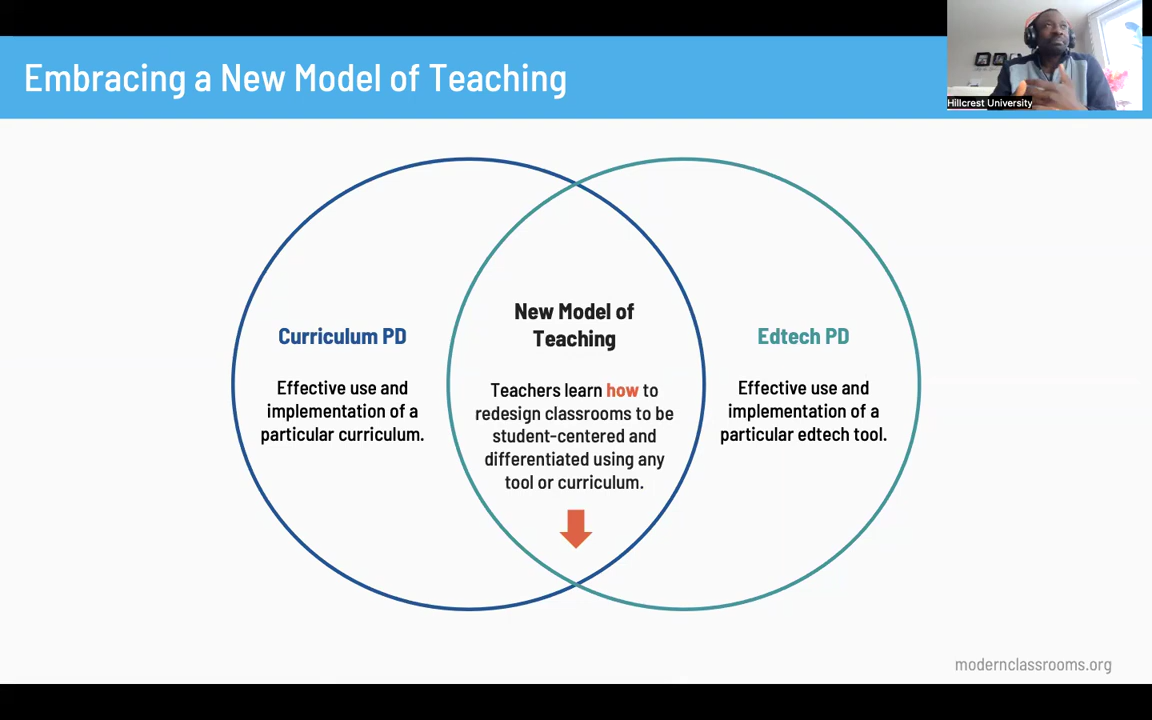 Embracing a New Model of Teaching
Hillcrest University
Curriculum PD
Effective use and
implementation of a
particular curriculum.
New Model of
Teaching
Teachers learn how to
redesign classrooms to be
student-centered and
differentiated using any
tool or curriculum.
Edtech PD
Effective use and
implementation of a
particular edtech tool.
modernclassrooms.org